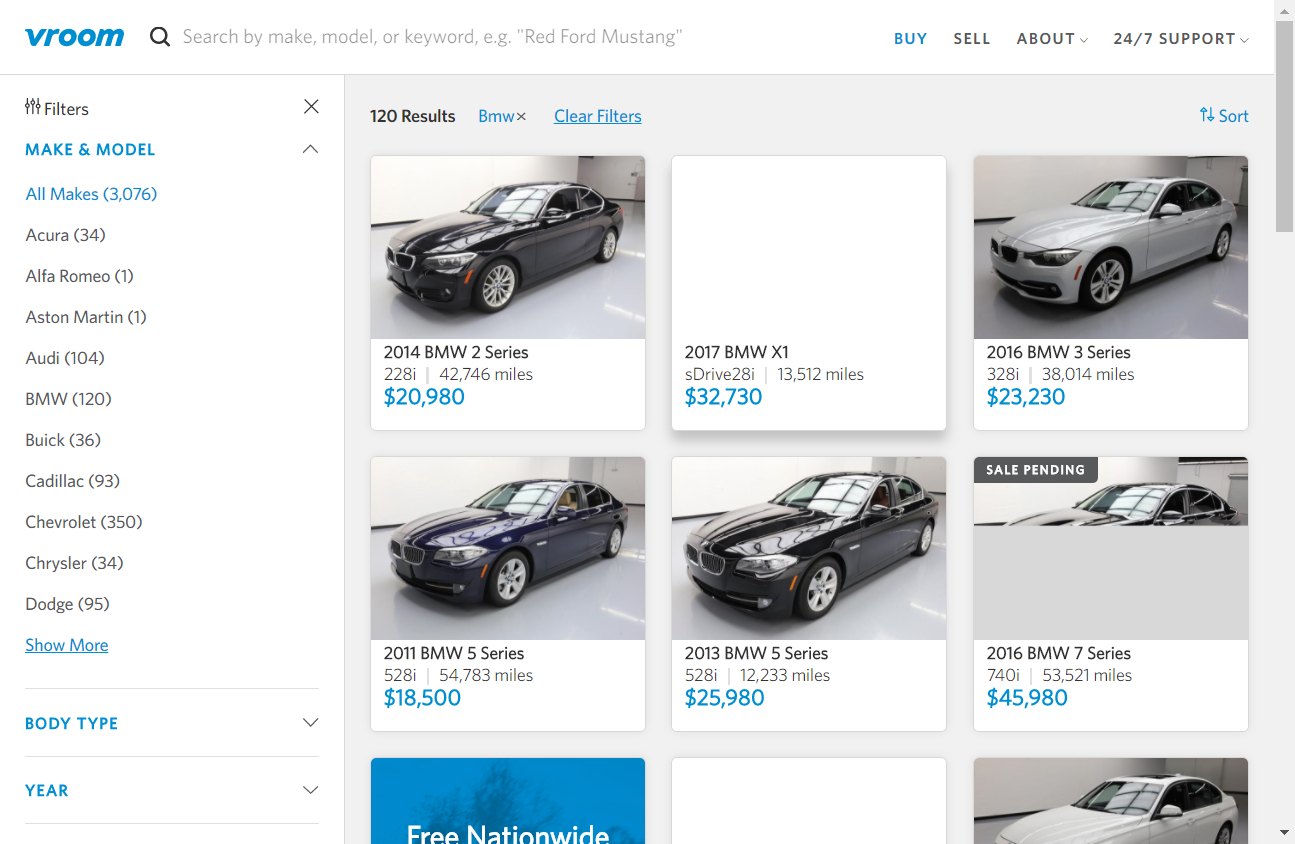 vroom
Search by make, model, or keyword, e.g. "Red Ford Mustang"
BUY SELL ABOUT 24/7 SUPPORT
Filters
MAKE & MODEL
All Makes (3,076)
Acura (34)
Alfa Romeo (1)
Aston Martin (1)
Audi (104)
BMW (120)
Buick (36)
Cadillac (93)
Chevrolet (350)
Chrysler (34)
Dodge (95)
Show More
BODY TYPE
YEAR
120 Results Bmw× Clear Filters Sort
2014 BMW 2 Series
228i | 42,746 miles
$20,980
2017 BMW X1
sDrive28i | 13,512 miles
$32,730
2016 BMW 3 Series
328i | 38,014 miles
$23,230
2011 BMW 5 Series
528i | 54,783 miles
$18,500
2013 BMW 5 Series
528i | 12,233 miles
$25,980
SALE PENDING
2016 BMW 7 Series
740i | 53,521 miles
$45,980
Free Nationwide